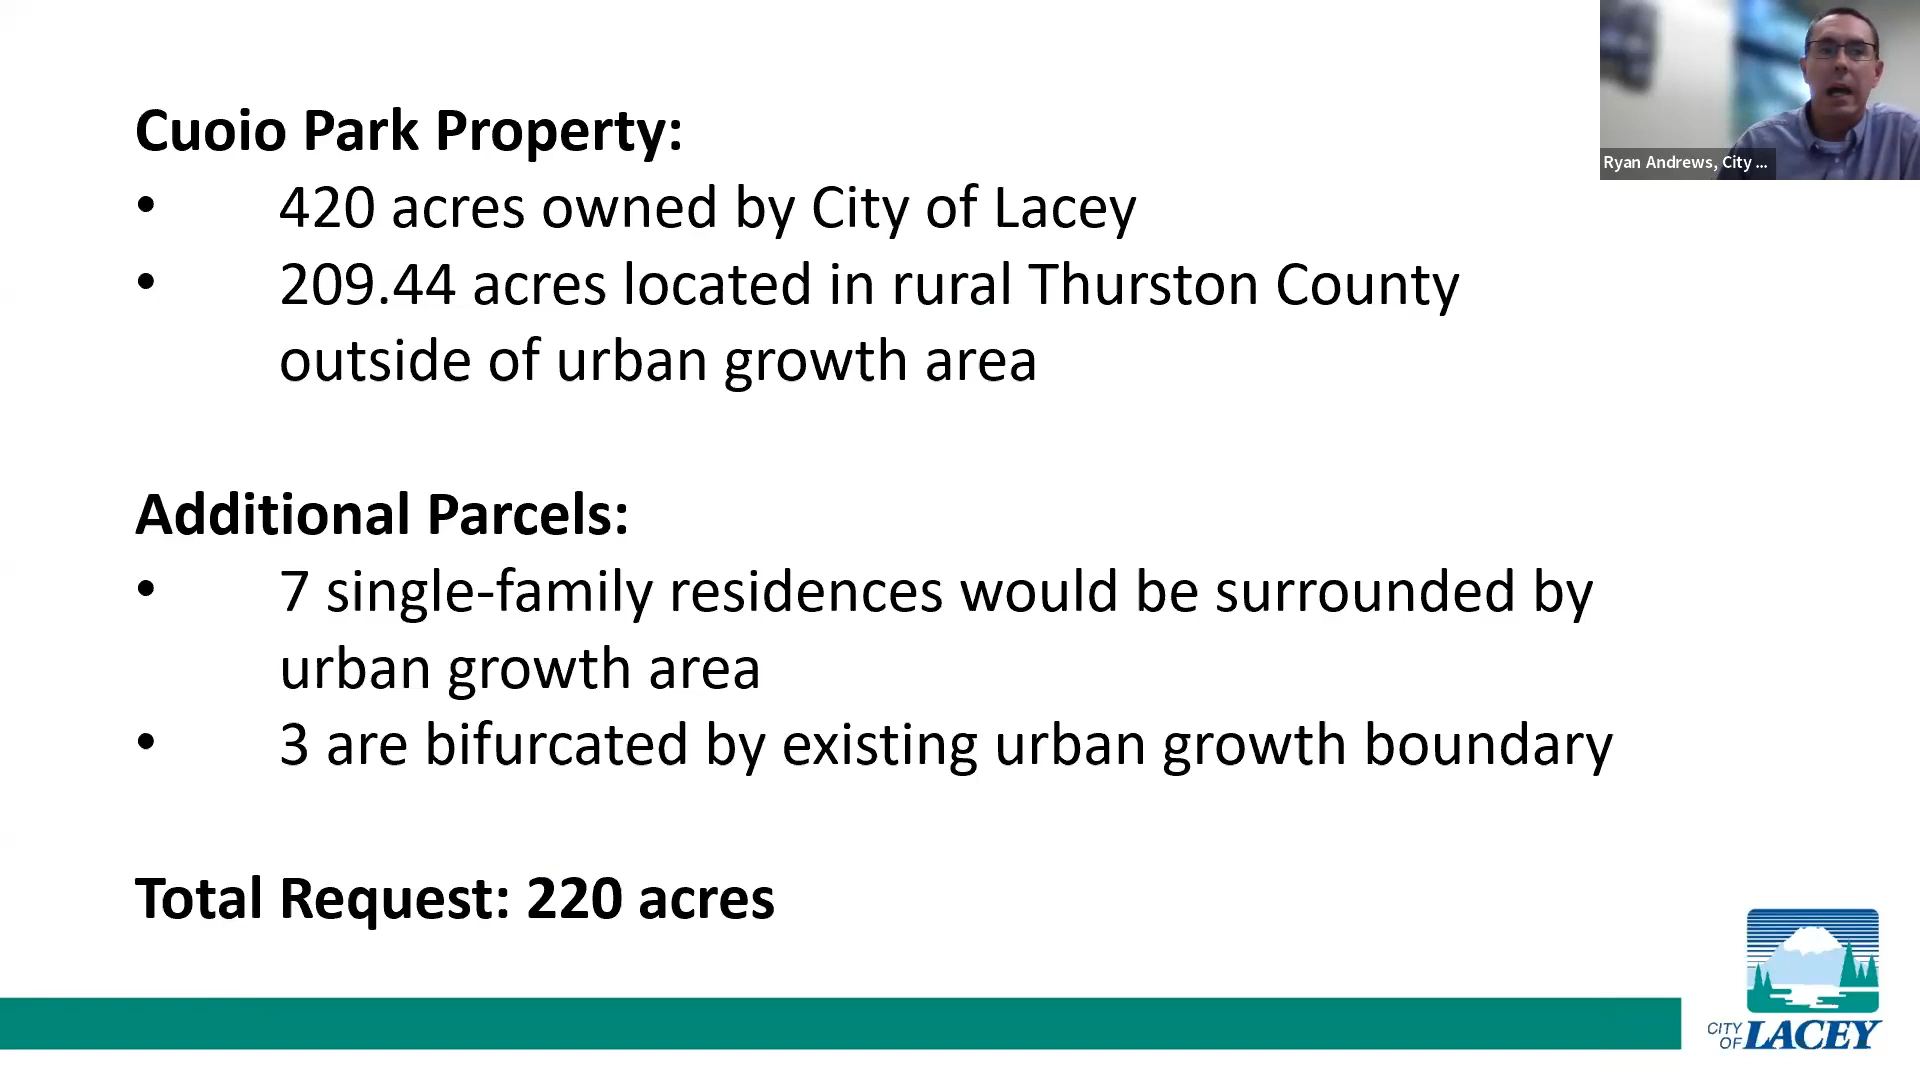 Ryan Andrews, City ...
Cuoio Park Property:
• 420 acres owned by City of Lacey
• 209.44 acres located in rural Thurston County
outside of urban growth area
Additional Parcels:
• 7 single-family residences would be surrounded by
urban growth area
• 3 are bifurcated by existing urban growth boundary
Total Request: 220 acres
CITY
OF LACEY